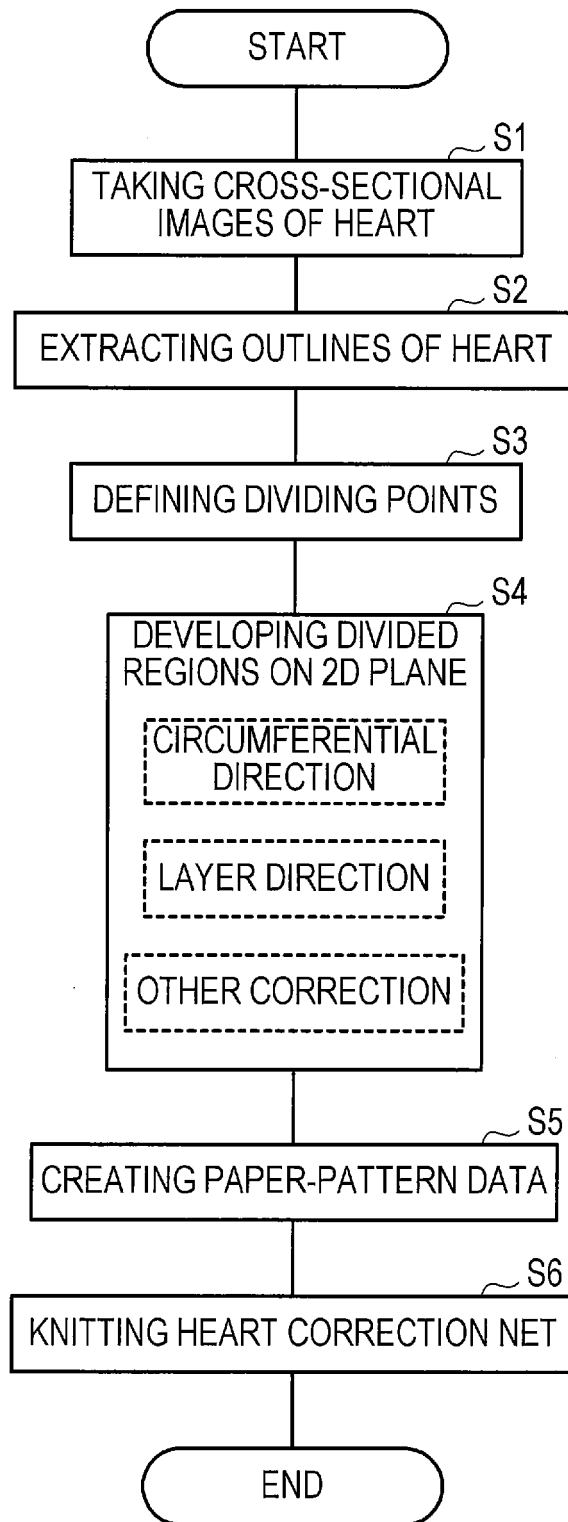 START
S1
TAKING CROSS-SECTIONAL
IMAGES OF HEART
S2
EXTRACTING OUTLINES OF HEART
S3
DEFINING DIVIDING POINTS
S4
DEVELOPING DIVIDED
REGIONS ON 2D PLANE
CIRCUMFERENTIAL
DIRECTION
LAYER DIRECTION
OTHER CORRECTION
S5
CREATING PAPER-PATTERN DATA
S6
KNITTING HEART CORRECTION NET
END